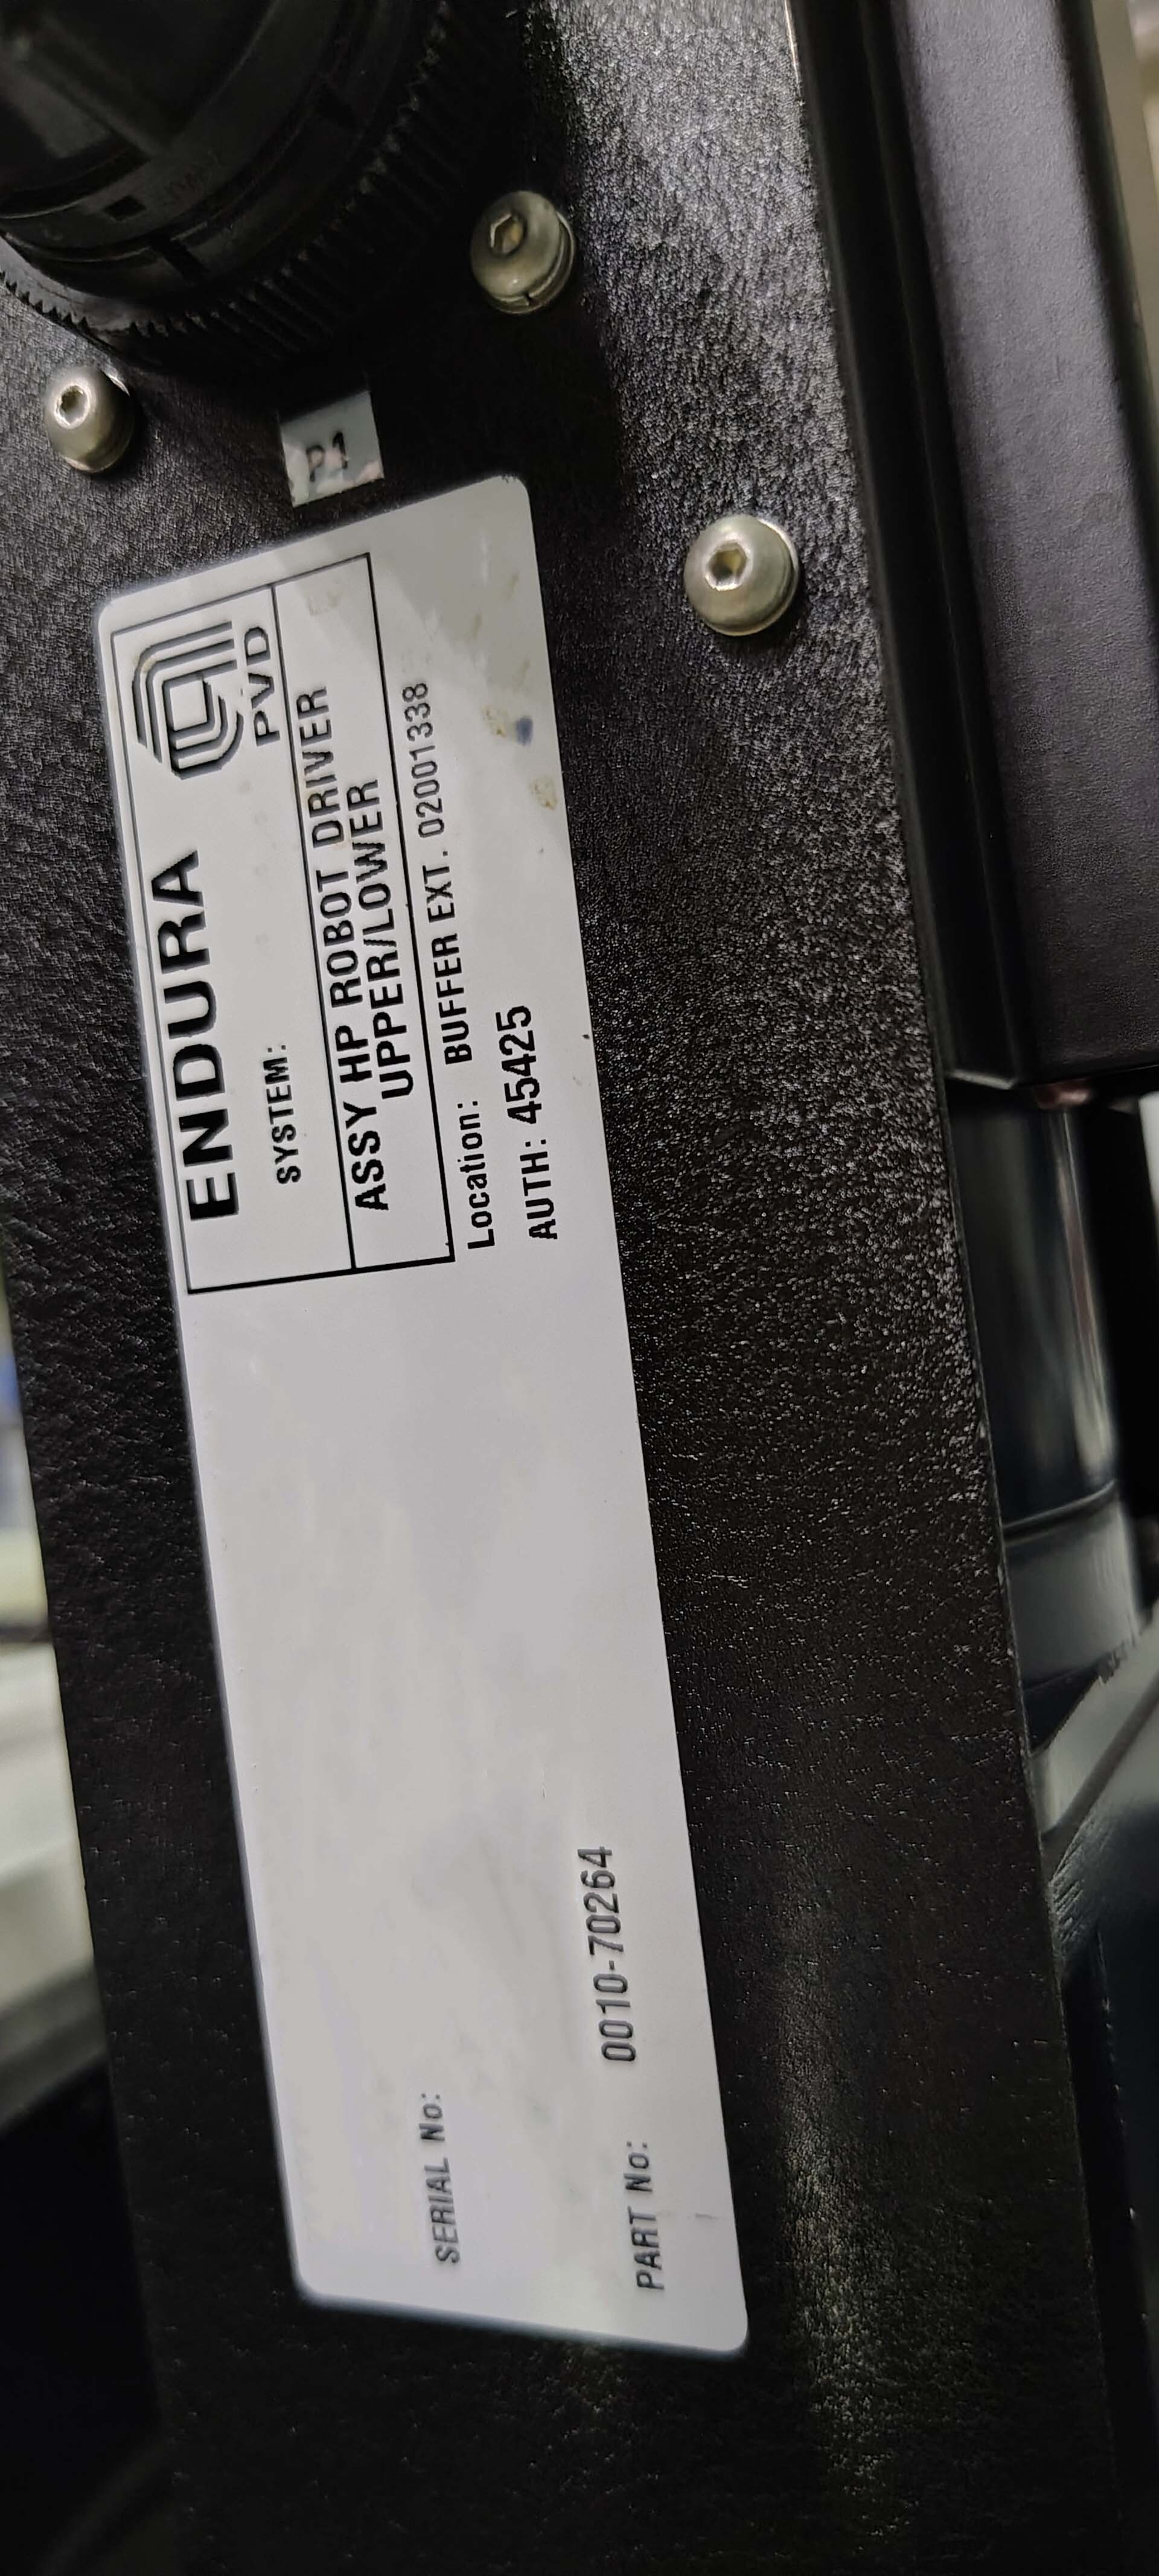 P1
ENDURA
PVD
SYSTEM:
ASSY HP ROBOT DRIVER
UPPER/LOWER
Location: BUFFER EXT. 02001338
AUTH: 45425
SERIAL No:
PART No: 0010-70264